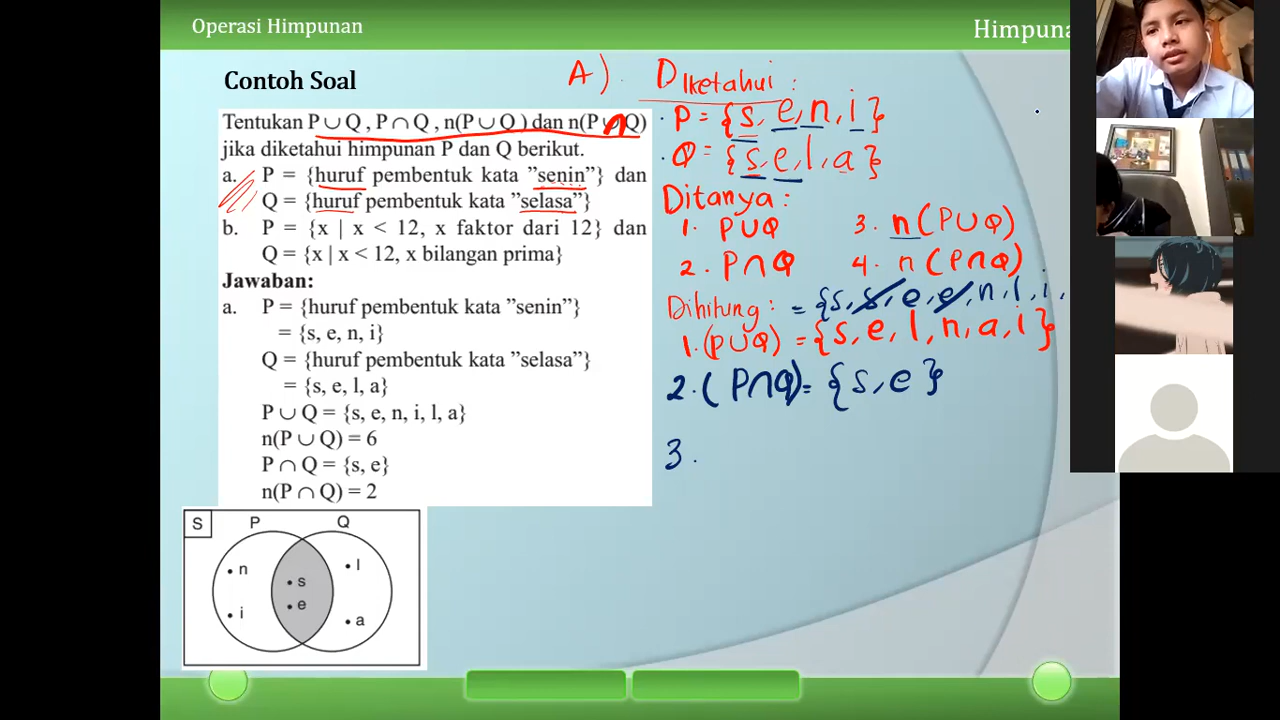 Operasi Himpunan
Himpuna
Contoh Soal
Tentukan P ∪ Q , P ∩ Q , n(P ∪ Q ) dan n(P ∩ Q)
jika diketahui himpunan P dan Q berikut.
a. P = {huruf pembentuk kata ”senin”} dan
Q = {huruf pembentuk kata ”selasa”}
b. P = {x | x < 12, x faktor dari 12} dan
Q = {x | x < 12, x bilangan prima}
Jawaban:
a. P = {huruf pembentuk kata ”senin”}
= {s, e, n, i}
Q = {huruf pembentuk kata ”selasa”}
= {s, e, l, a}
P ∪ Q = {s, e, n, i, l, a}
n(P ∪ Q) = 6
P ∩ Q = {s, e}
n(P ∩ Q) = 2
S P Q
n
i
s
e
l
a
A) . Diketahui :
P = {s, e, n, i}
Q = {s, e, l, a}
Ditanya :
1. P∪Q 3. n(P∪Q)
2. P∩Q 4. n(P∩Q)
Dihitung : = {s, s, e, e, n, l, i,
1. (P∪Q) = {s, e, l, n, a, i}
2. (P∩Q) = {s, e}
3.